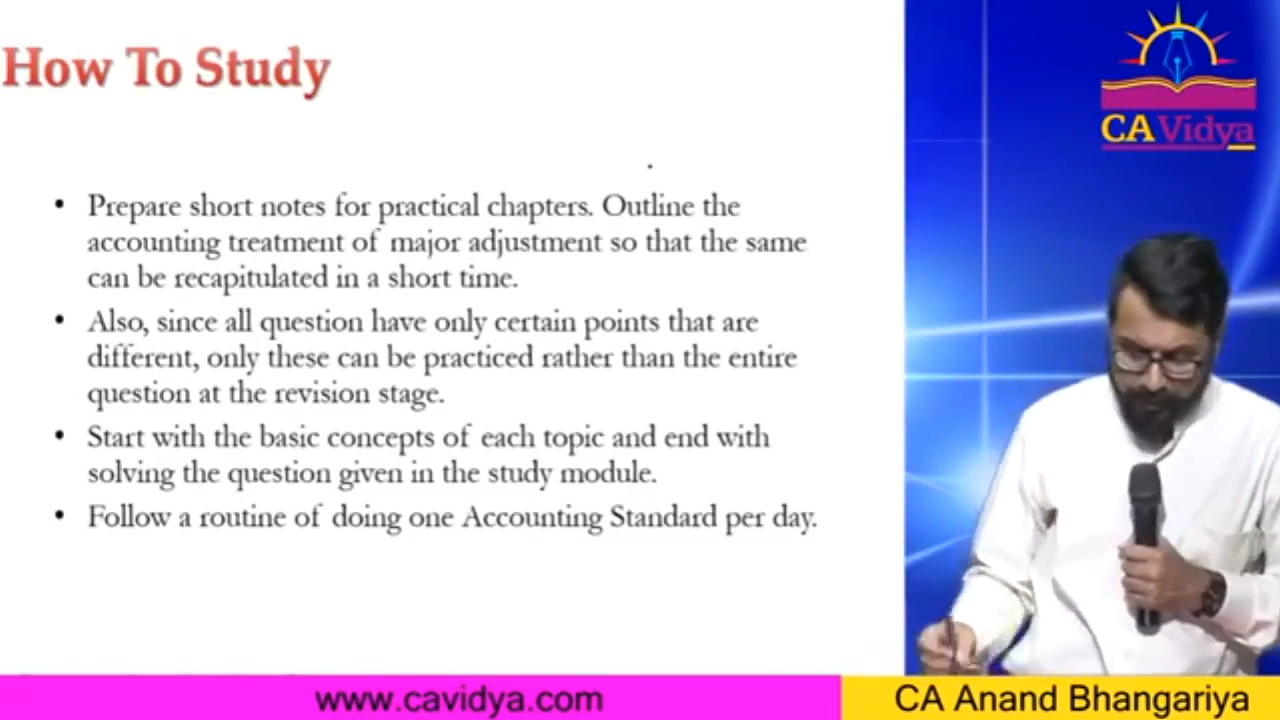 How To Study
• Prepare short notes for practical chapters. Outline the
accounting treatment of major adjustment so that the same
can be recapitulated in a short time.
• Also, since all question have only certain points that are
different, only these can be practiced rather than the entire
question at the revision stage.
• Start with the basic concepts of each topic and end with
solving the question given in the study module.
• Follow a routine of doing one Accounting Standard per day.
CA Vidya
www.cavidya.com
CA Anand Bhangariya